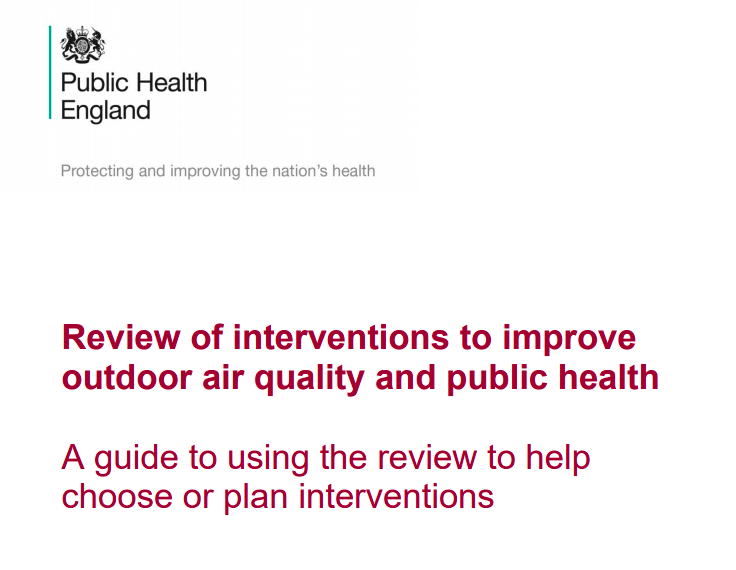 Public Health
England
Protecting and improving the nation's health
Review of interventions to improve
outdoor air quality and public health
A guide to using the review to help
choose or plan interventions